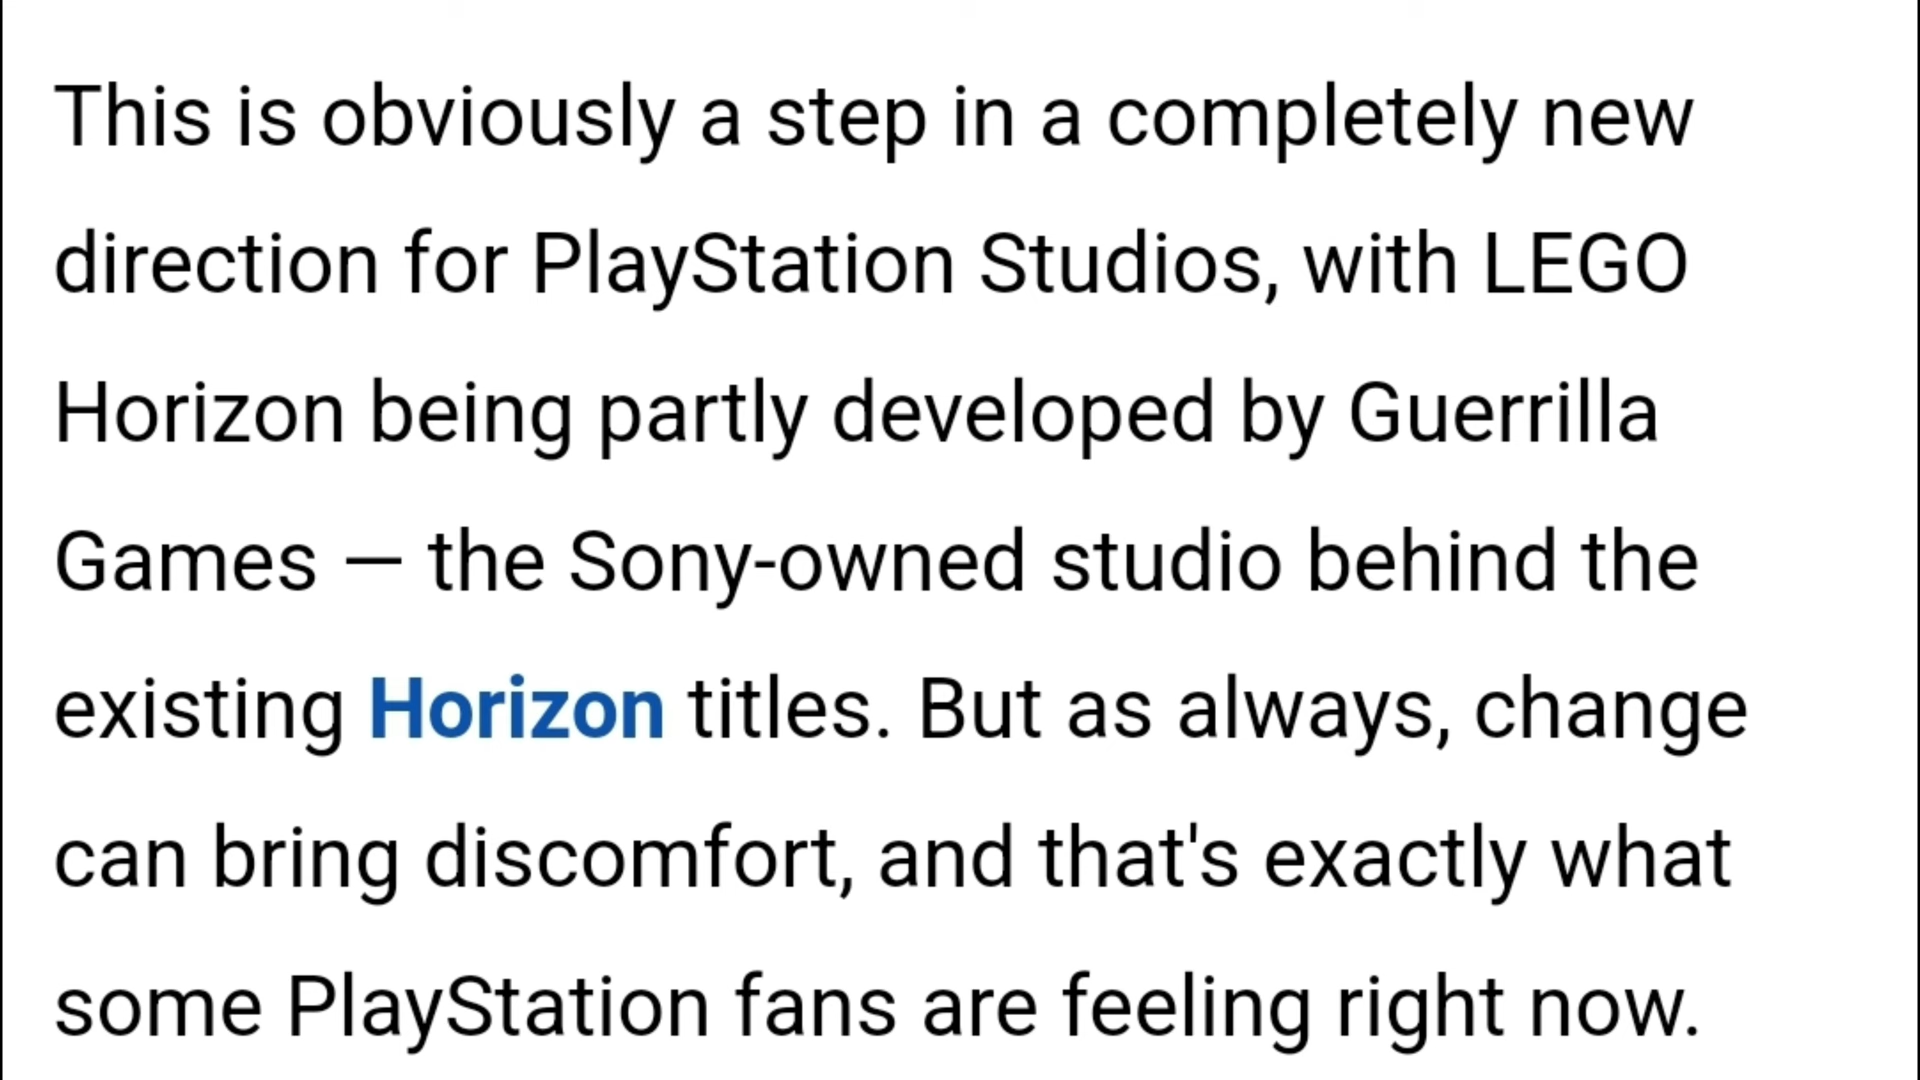 This is obviously a step in a completely new
direction for PlayStation Studios, with LEGO
Horizon being partly developed by Guerrilla
Games — the Sony-owned studio behind the
existing Horizon titles. But as always, change
can bring discomfort, and that's exactly what
some PlayStation fans are feeling right now.